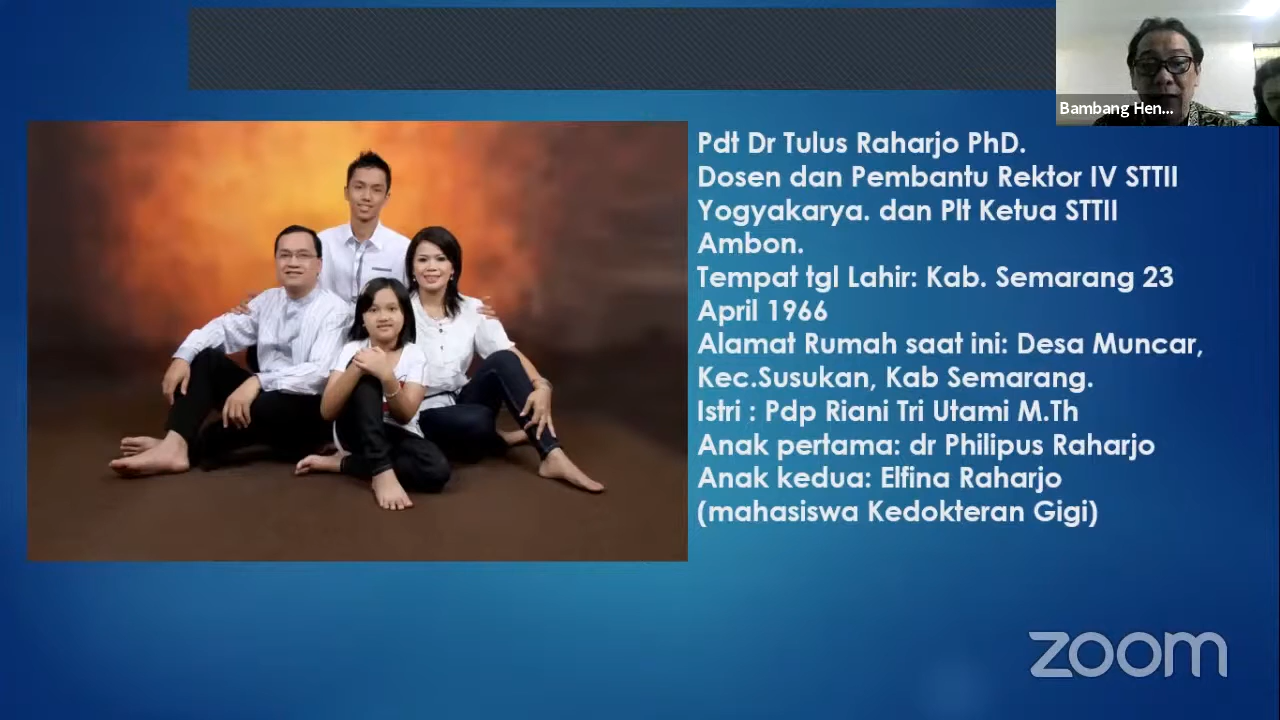 Bambang Hen...
Pdt Dr Tulus Raharjo PhD.
Dosen dan Pembantu Rektor IV STTII
Yogyakarya. dan Plt Ketua STTII
Ambon.
Tempat tgl Lahir: Kab. Semarang 23
April 1966
Alamat Rumah saat ini: Desa Muncar,
Kec.Susukan, Kab Semarang.
Istri : Pdp Riani Tri Utami M.Th
Anak pertama: dr Philipus Raharjo
Anak kedua: Elfina Raharjo
(mahasiswa Kedokteran Gigi)
zoom